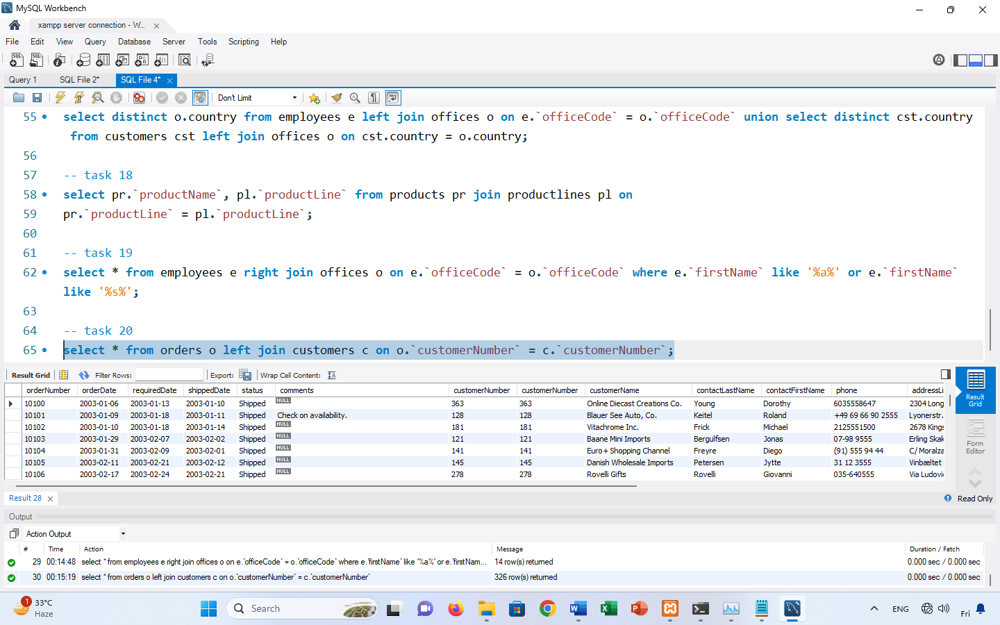 MySQL Workbench
xampp server connection - W...
File Edit View Query Database Server Tools Scripting Help
Query 1 SQL File 2* SQL File 4*
Don't Limit
55 select distinct o.country from employees e left join offices o on e.`officeCode` = o.`officeCode` union select distinct cst.country
from customers cst left join offices o on cst.country = o.country;
56
57 -- task 18
58 select pr.`productName`, pl.`productLine` from products pr join productlines pl on
59 pr.`productLine` = pl.`productLine`;
60
61 -- task 19
62 select * from employees e right join offices o on e.`officeCode` = o.`officeCode` where e.`firstName` like '%a%' or e.`firstName`
like '%s%';
63
64 -- task 20
65 select * from orders o left join customers c on o.`customerNumber` = c.`customerNumber`;
Result Grid Filter Rows: Export: Wrap Cell Content:
orderNumber orderDate requiredDate shippedDate status comments customerNumber customerNumber customerName contactLastName contactFirstName phone addressLi
10100 2003-01-06 2003-01-13 2003-01-10 Shipped NULL 363 363 Online Diecast Creations Co. Young Dorothy 6035558647 2304 Long
10101 2003-01-09 2003-01-18 2003-01-11 Shipped Check on availability. 128 128 Blauer See Auto, Co. Keitel Roland +49 69 66 90 2555 Lyonerstr.
10102 2003-01-10 2003-01-18 2003-01-14 Shipped NULL 181 181 Vitachrome Inc. Frick Michael 2125551500 2678 Kings
10103 2003-01-29 2003-02-07 2003-02-02 Shipped NULL 121 121 Baane Mini Imports Bergulfsen Jonas 07-98 9555 Erling Skak
10104 2003-01-31 2003-02-09 2003-02-01 Shipped NULL 141 141 Euro+ Shopping Channel Freyre Diego (91) 555 94 44 C/ Moralza
10105 2003-02-11 2003-02-21 2003-02-12 Shipped NULL 145 145 Danish Wholesale Imports Petersen Jytte 31 12 3555 Vinbæltet
10106 2003-02-17 2003-02-24 2003-02-21 Shipped NULL 278 278 Rovelli Gifts Rovelli Giovanni 035-640555 Via Ludovi
Result
Grid
Form
Editor
Result 28 Read Only
Output
Action Output
# Time Action Message Duration / Fetch
29 00:14:48 select * from employees e right join offices o on e.`officeCode` = o.`officeCode` where e.`firstName` like '%a%' or e.`firstNam... 14 row(s) returned 0.000 sec / 0.000 sec
30 00:15:19 select * from orders o left join customers c on o.`customerNumber` = c.`customerNumber` 326 row(s) returned 0.000 sec / 0.000 sec
1
33°C
Haze
Search
ENG
Fri